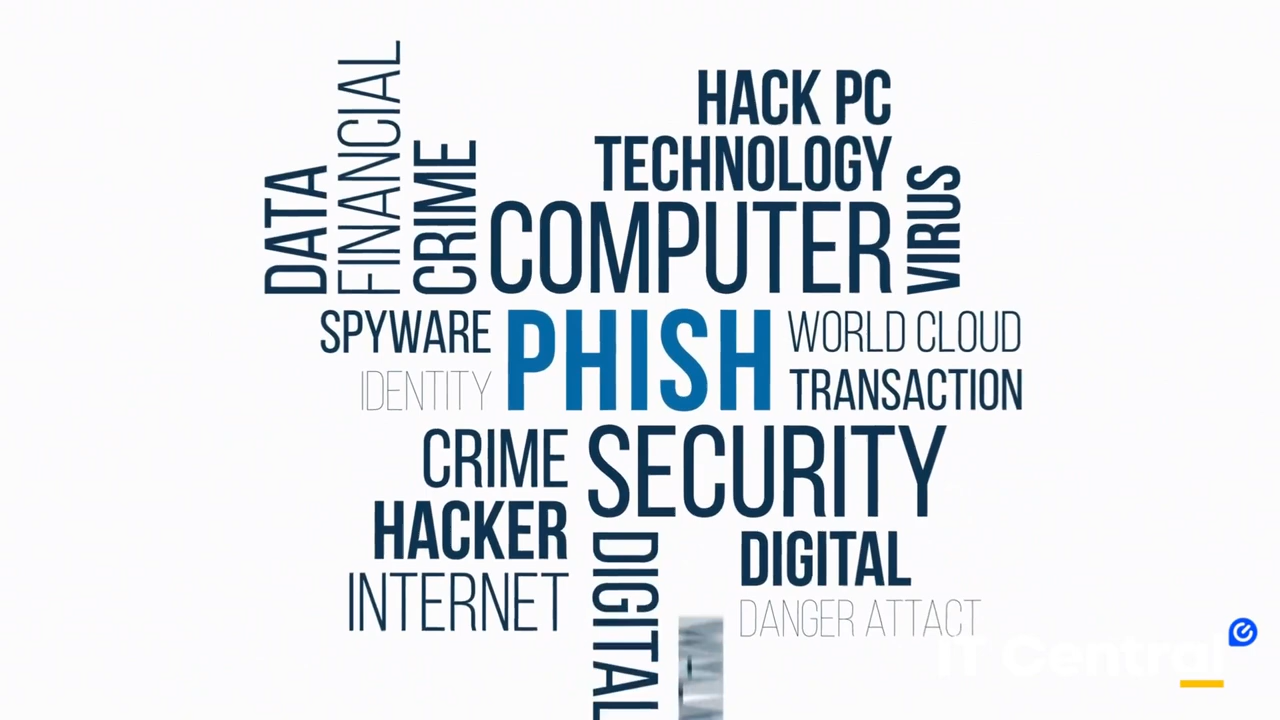 DATA
FINANCIAL
CRIME
HACK PC
TECHNOLOGY
COMPUTER
VIRUS
SPYWARE
PHISH
WORLD CLOUD
IDENTITY
TRANSACTION
CRIME
SECURITY
HACKER
DIGITAL
DIGITAL
INTERNET
DANGER ATTACT
IT Central